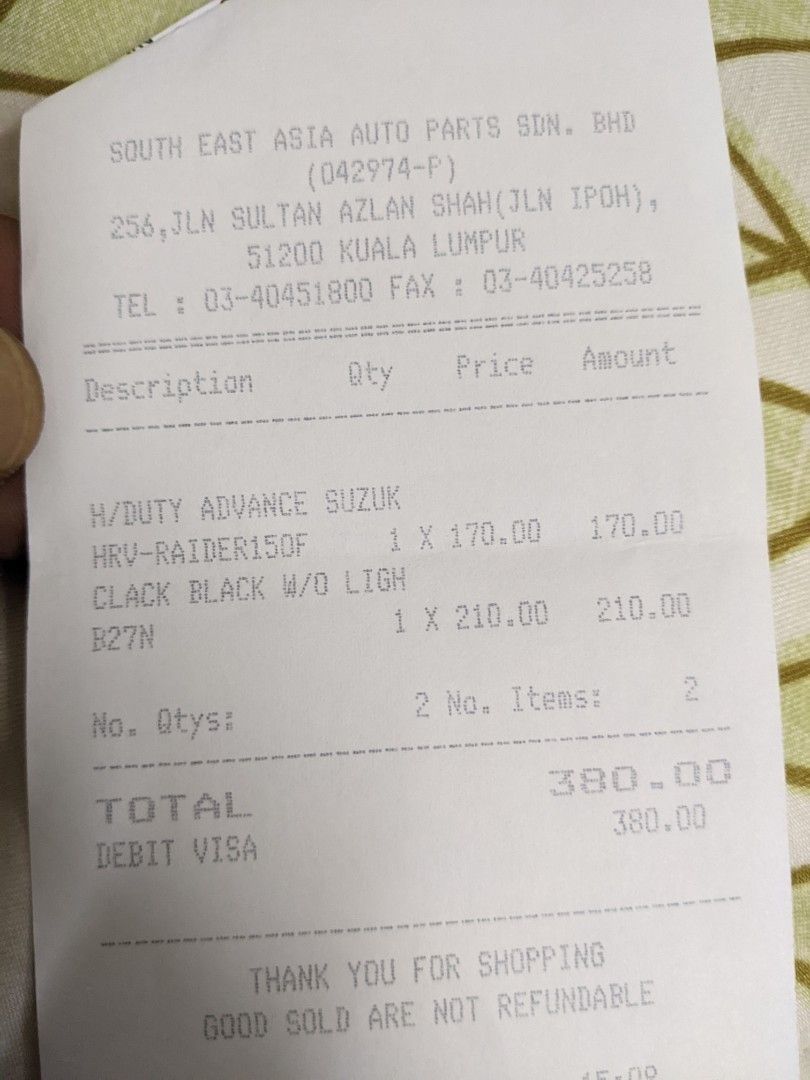 SOUTH EAST ASIA AUTO PARTS SDN. BHD
(042974-P)
256,JLN SULTAN AZLAN SHAH(JLN IPOH),
51200 KUALA LUMPUR
TEL : 03-40451800 FAX : 03-40425258
Description Qty Price Amount
H/DUTY ADVANCE SUZUK
HRV-RAIDER150F 1 X 170.00 170.00
CLACK BLACK W/O LIGH
B27N 1 X 210.00 210.00
No. Qtys: 2 No. Items: 2
TOTAL 380.00
DEBIT VISA 380.00
THANK YOU FOR SHOPPING
GOOD SOLD ARE NOT REFUNDABLE